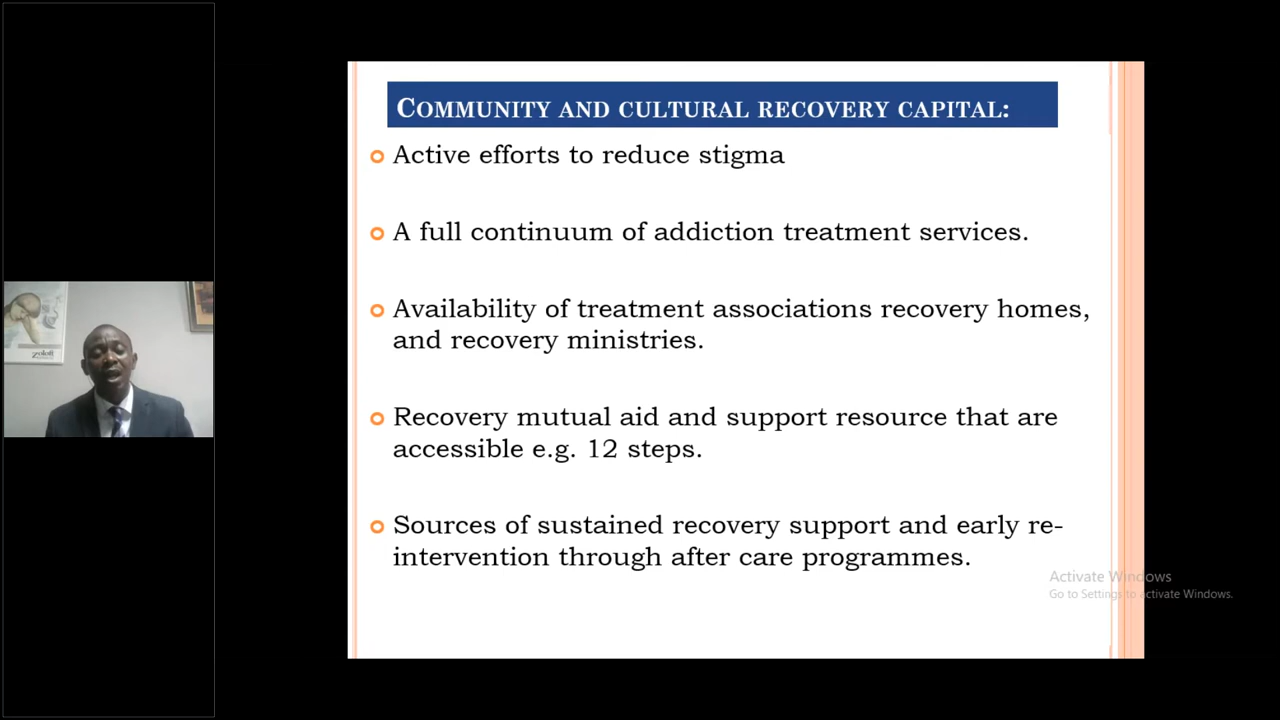 COMMUNITY AND CULTURAL RECOVERY CAPITAL:
Active efforts to reduce stigma
A full continuum of addiction treatment services.
Availability of treatment associations recovery homes,
and recovery ministries.
Recovery mutual aid and support resource that are
accessible e.g. 12 steps.
Sources of sustained recovery support and early re-
intervention through after care programmes.
Activate Windows
Go to Settings to activate Windows.
Zoloft